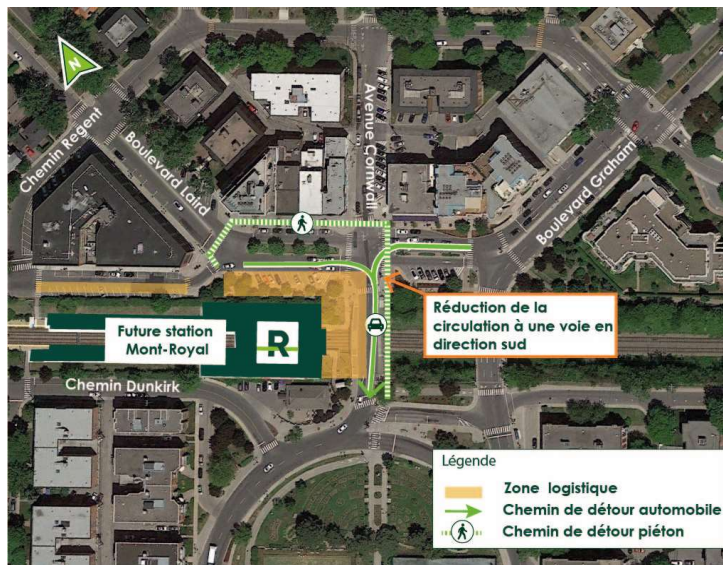 N
Chemin Regent
Boulevard Laird
Avenue Cornwall
Boulevard Graham
Future station
Mont-Royal
R
Réduction de la
circulation à une voie en
direction sud
Chemin Dunkirk
Légende
Zone logistique
Chemin de détour automobile
Chemin de détour piéton